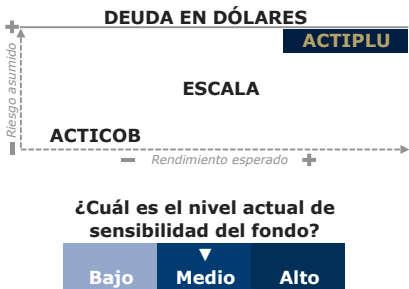 DEUDA EN DÓLARES
ACTIPLU
Riesgo asumido
ESCALA
ACTICOB
Rendimiento esperado
¿Cuál es el nivel actual de
sensibilidad del fondo?
Bajo Medio Alto